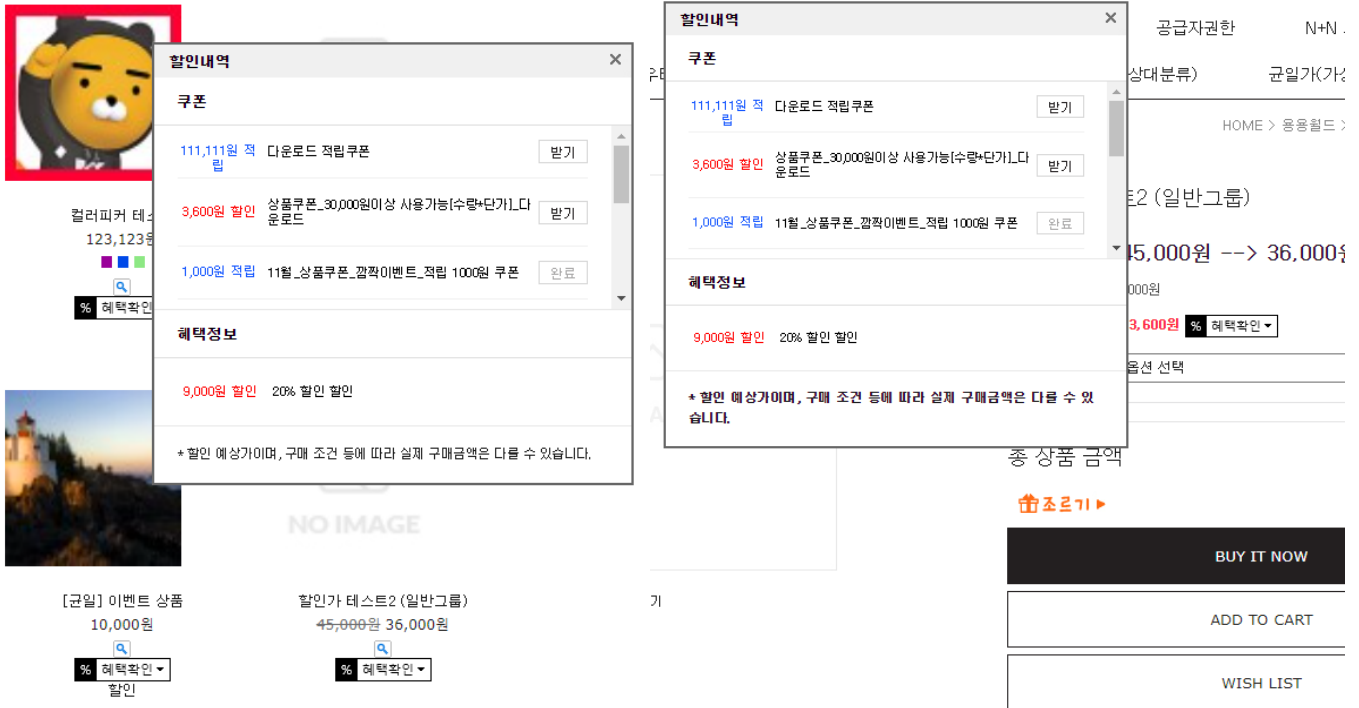 할인내역
쿠폰
111,111원 적
립
다운로드 적립쿠폰
받기
3,600원 할인
상품쿠폰_30,000원이상 사용가능[수량*단가]_다
운로드
받기
1,000원 적립
11월_상품쿠폰_깜짝이벤트_적립 1000원 쿠폰
완료
혜택정보
9,000원 할인
20% 할인 할인
* 할인 예상가이며, 구매 조건 등에 따라 실제 구매금액은 다를 수 있습니다.
컬러피커 테
123,123
% 혜택확인
NO IMAGE
[균일] 이벤트 상품
10,000원
% 혜택확인
할인
할인가 테스트2 (일반그룹)
45,000원 36,000원
% 혜택확인
할인내역
쿠폰
111,111원 적
립
다운로드 적립쿠폰
받기
3,600원 할인
상품쿠폰_30,000원이상 사용가능[수량*단가]_다
운로드
받기
1,000원 적립
11월_상품쿠폰_깜짝이벤트_적립 1000원 쿠폰
완료
혜택정보
9,000원 할인
20% 할인 할인
* 할인 예상가이며, 구매 조건 등에 따라 실제 구매금액은 다를 수 있
습니다.
기
공급자권한
N+N
상대분류)
균일가(가상
HOME > 용용월드 >
트2 (일반그룹)
45,000원 --> 36,000원
000원
3,600원 % 혜택확인
옵션 선택
총 상품 금액
조르기
BUY IT NOW
ADD TO CART
WISH LIST